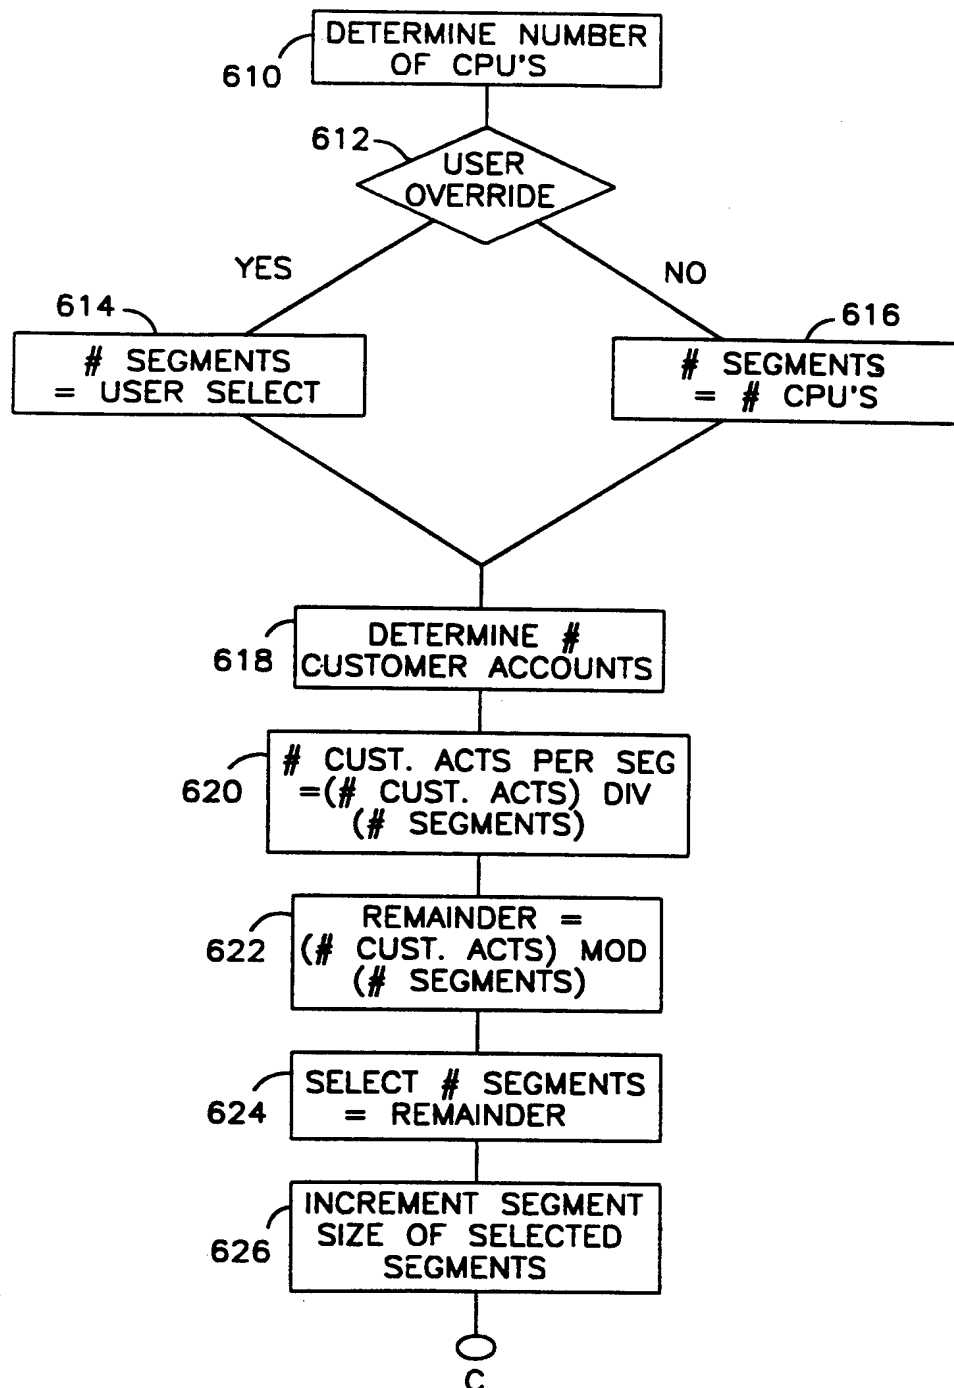 DETERMINE NUMBER
OF CPU'S
610
612
USER
OVERRIDE
YES
NO
614
# SEGMENTS
= USER SELECT
616
# SEGMENTS
= # CPU'S
618
DETERMINE #
CUSTOMER ACCOUNTS
620
# CUST. ACTS PER SEG
=(# CUST. ACTS) DIV
(# SEGMENTS)
622
REMAINDER =
(# CUST. ACTS) MOD
(# SEGMENTS)
624
SELECT # SEGMENTS
= REMAINDER
626
INCREMENT SEGMENT
SIZE OF SELECTED
SEGMENTS
C